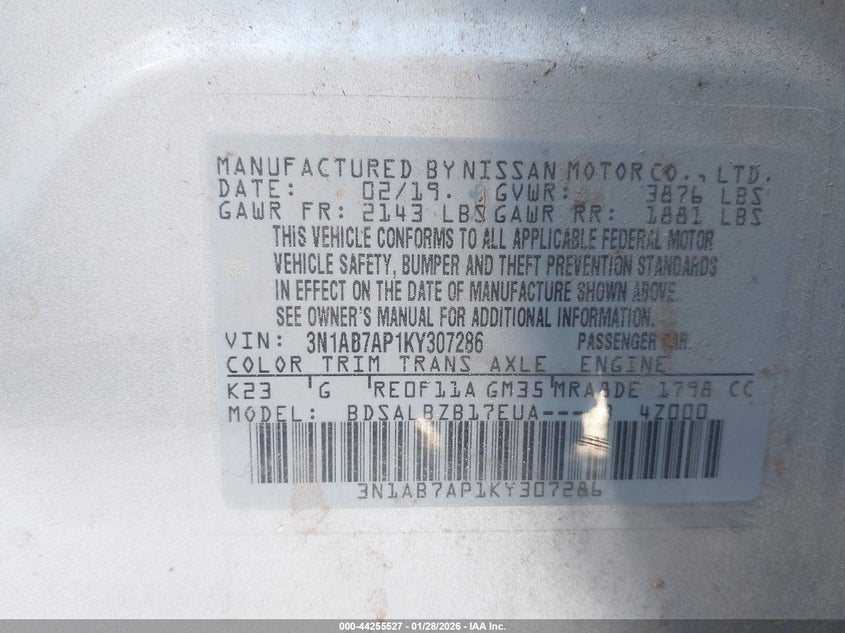 MANUFACTURED BY NISSAN MOTOR CO., LTD.
DATE: 02/19. GVWR: 3876 LBS
GAWR FR: 2143 LBS GAWR RR: 1881 LBS
THIS VEHICLE CONFORMS TO ALL APPLICABLE FEDERAL MOTOR
VEHICLE SAFETY, BUMPER AND THEFT PREVENTION STANDARDS
IN EFFECT ON THE DATE OF MANUFACTURE SHOWN ABOVE.
SEE OWNER'S MANUAL FOR ADDITIONAL INFORMATION.
VIN: 3N1AB7AP1KY307286 PASSENGER CAR.
COLOR TRIM TRANS AXLE ENGINE
K23 G RE0F11A GM35 MRA8DE 1798 CC
MODEL: BDSALBZB17EUA---- 4Z000
3N1AB7AP1KY307286
000-44255527 | 01/28/2026 - IAA Inc.